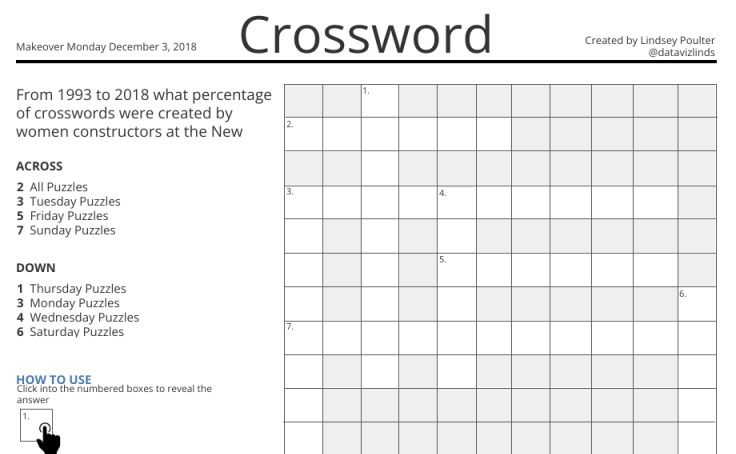 Crossword
Makeover Monday December 3, 2018
Created by Lindsey Poulter
@datavizlinds
From 1993 to 2018 what percentage
of crosswords were created by
women constructors at the New
ACROSS
2 All Puzzles
3 Tuesday Puzzles
5 Friday Puzzles
7 Sunday Puzzles
DOWN
1 Thursday Puzzles
3 Monday Puzzles
4 Wednesday Puzzles
6 Saturday Puzzles
HOW TO USE
Click into the numbered boxes to reveal the
answer
1.
1.
2.
3.
4.
5.
6.
7.